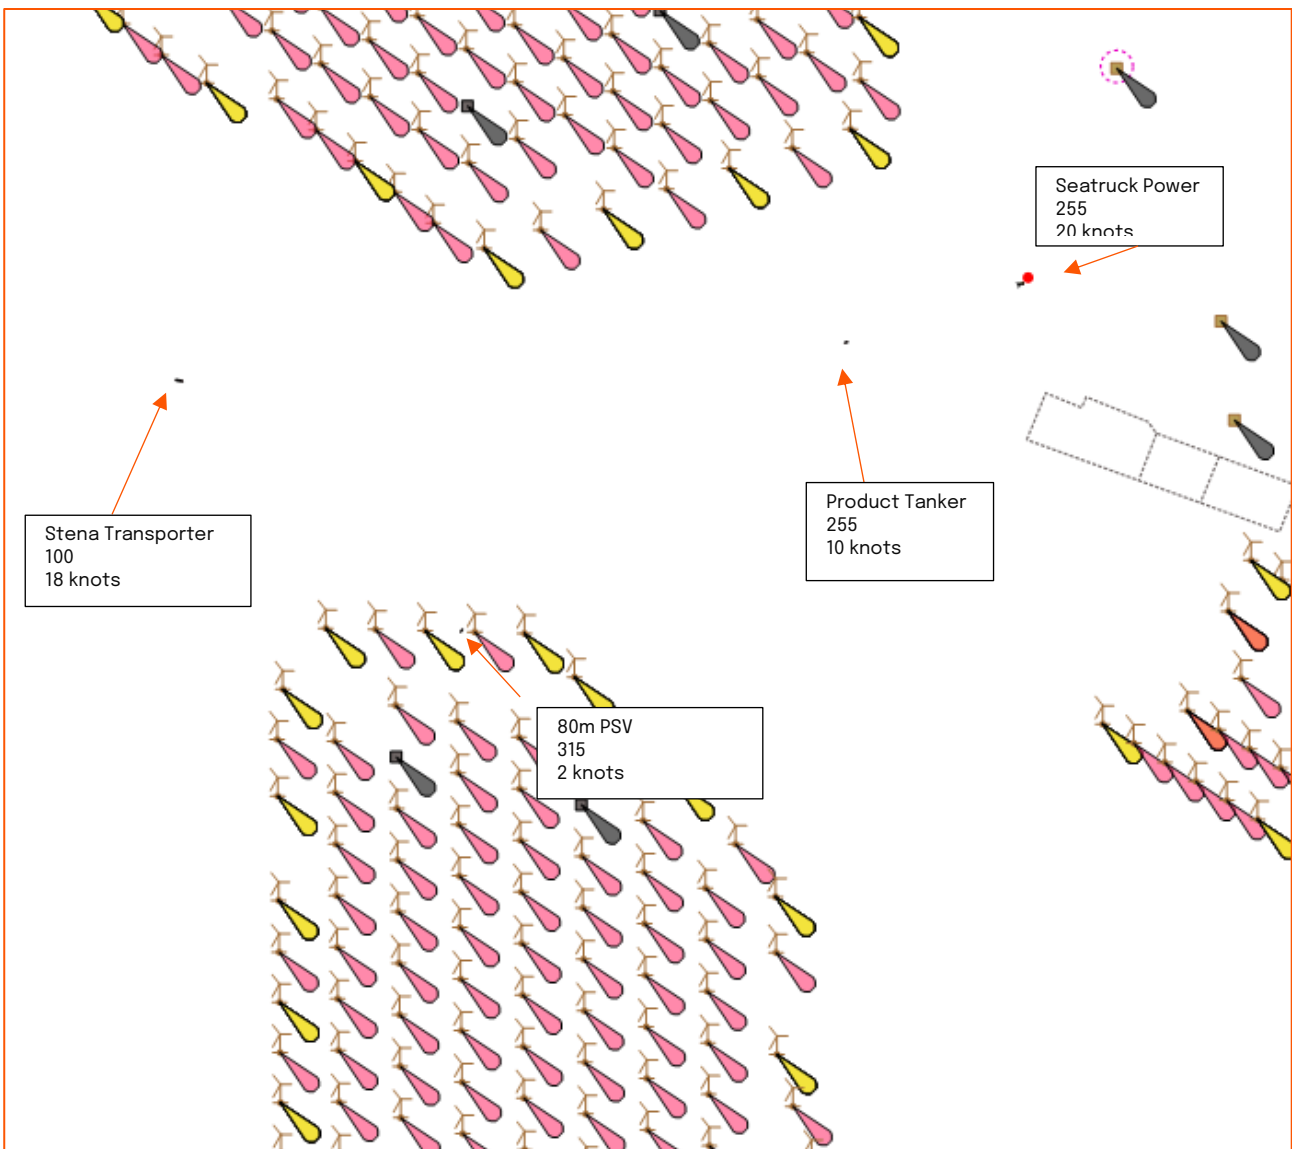 Seatruck Power
255
20 knots
Stena Transporter
100
18 knots
Product Tanker
255
10 knots
80m PSV
315
2 knots